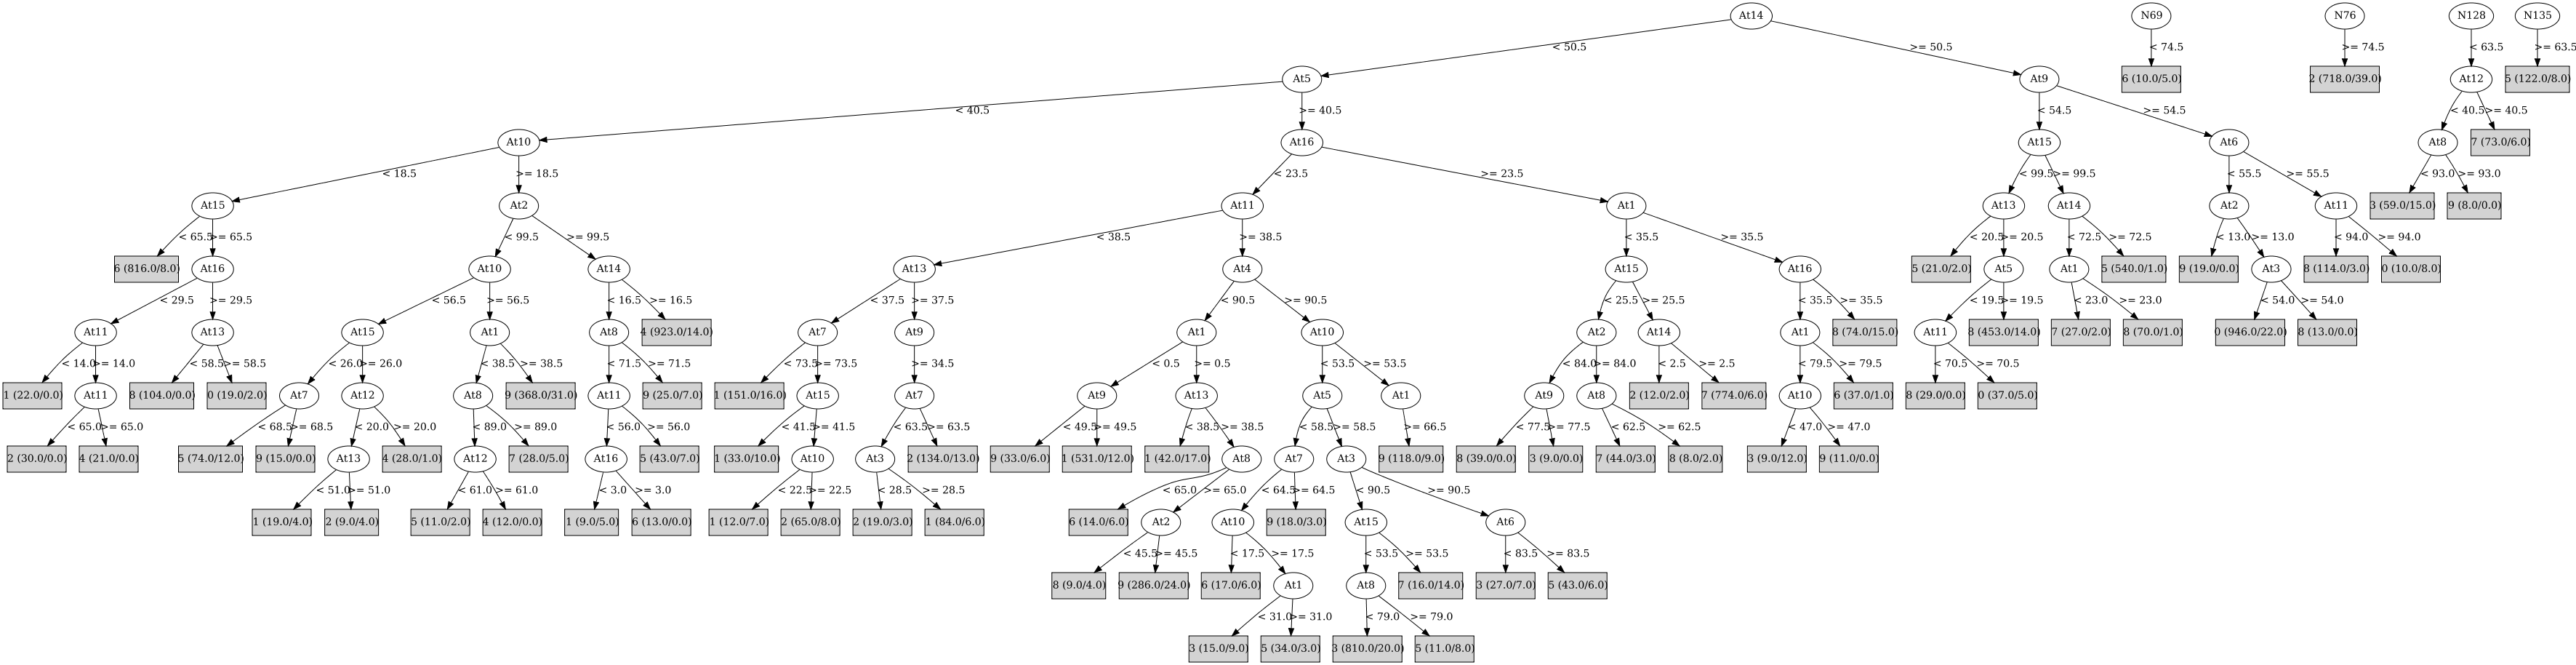 At14 N69 N76 N128 N135
< 50.5 >= 50.5 < 74.5 >= 74.5 < 63.5 >= 63.5
At5 At9 6 (10.0/5.0) 2 (718.0/39.0) At12 5 (122.0/8.0)
< 40.5 >= 40.5 < 54.5 >= 54.5 < 40.5 >= 40.5
At10 At16 At15 At6 At8 7 (73.0/6.0)
< 18.5 >= 18.5 < 23.5 >= 23.5 < 99.5 >= 99.5 < 55.5 >= 55.5 < 93.0 >= 93.0
At15 At2 At11 At1 At13 At14 At2 At11 3 (59.0/15.0) 9 (8.0/0.0)
< 65.5 >= 65.5 < 99.5 >= 99.5 < 38.5 >= 38.5 < 35.5 >= 35.5 < 20.5 >= 20.5 < 72.5 >= 72.5 < 13.0 >= 13.0 < 94.0 >= 94.0
6 (816.0/8.0) At16 At10 At14 At13 At4 At15 At16 5 (21.0/2.0) At5 At1 5 (540.0/1.0) 9 (19.0/0.0) At3 8 (114.0/3.0) 0 (10.0/8.0)
< 29.5 >= 29.5 < 56.5 >= 56.5 < 16.5 >= 16.5 < 37.5 >= 37.5 < 90.5 >= 90.5 < 25.5 >= 25.5 < 35.5 >= 35.5 < 19.5 >= 19.5 < 23.0 >= 23.0 < 54.0 >= 54.0
At11 At13 At15 At1 At8 4 (923.0/14.0) At7 At9 At1 At10 At2 At14 At1 8 (74.0/15.0) At11 8 (453.0/14.0) 7 (27.0/2.0) 8 (70.0/1.0) 0 (946.0/22.0) 8 (13.0/0.0)
< 14.0 >= 14.0 < 58.5 >= 58.5 < 26.0 >= 26.0 < 38.5 >= 38.5 < 71.5 >= 71.5 < 73.5 >= 73.5 >= 34.5 < 0.5 >= 0.5 < 53.5 >= 53.5 < 84.0 >= 84.0 < 2.5 >= 2.5 < 79.5 >= 79.5 < 70.5 >= 70.5
1 (22.0/0.0) At11 8 (104.0/0.0) 0 (19.0/2.0) At7 At12 At8 9 (368.0/31.0) At11 9 (25.0/7.0) 1 (151.0/16.0) At15 At7 At9 At13 At5 At1 At9 At8 2 (12.0/2.0) 7 (774.0/6.0) At10 6 (37.0/1.0) 8 (29.0/0.0) 0 (37.0/5.0)
< 65.0 >= 65.0 < 68.5 >= 68.5 < 20.0 >= 20.0 < 89.0 >= 89.0 < 56.0 >= 56.0 < 41.5 >= 41.5 < 63.5 >= 63.5 < 49.5 >= 49.5 < 38.5 >= 38.5 < 58.5 >= 58.5 >= 66.5 < 77.5 >= 77.5 < 62.5 >= 62.5 < 47.0 >= 47.0
2 (30.0/0.0) 4 (21.0/0.0) 5 (74.0/12.0) 9 (15.0/0.0) At13 4 (28.0/1.0) At12 7 (28.0/5.0) At16 5 (43.0/7.0) 1 (33.0/10.0) At10 At3 2 (134.0/13.0) 9 (33.0/6.0) 1 (531.0/12.0) 1 (42.0/17.0) At8 At7 At3 9 (118.0/9.0) 8 (39.0/0.0) 3 (9.0/0.0) 7 (44.0/3.0) 8 (8.0/2.0) 3 (9.0/12.0) 9 (11.0/0.0)
< 51.0 >= 51.0 < 61.0 >= 61.0 < 3.0 >= 3.0 < 22.5 >= 22.5 < 28.5 >= 28.5 < 65.0 >= 65.0 < 64.5 >= 64.5 < 90.5 >= 90.5
1 (19.0/4.0) 2 (9.0/4.0) 5 (11.0/2.0) 4 (12.0/0.0) 1 (9.0/5.0) 6 (13.0/0.0) 1 (12.0/7.0) 2 (65.0/8.0) 2 (19.0/3.0) 1 (84.0/6.0) 6 (14.0/6.0) At2 At10 9 (18.0/3.0) At15 At6
< 45.5 >= 45.5 < 17.5 >= 17.5 < 53.5 >= 53.5 < 83.5 >= 83.5
8 (9.0/4.0) 9 (286.0/24.0) 6 (17.0/6.0) At1 At8 7 (16.0/14.0) 3 (27.0/7.0) 5 (43.0/6.0)
< 31.0 >= 31.0 < 79.0 >= 79.0
3 (15.0/9.0) 5 (34.0/3.0) 3 (810.0/20.0) 5 (11.0/8.0)